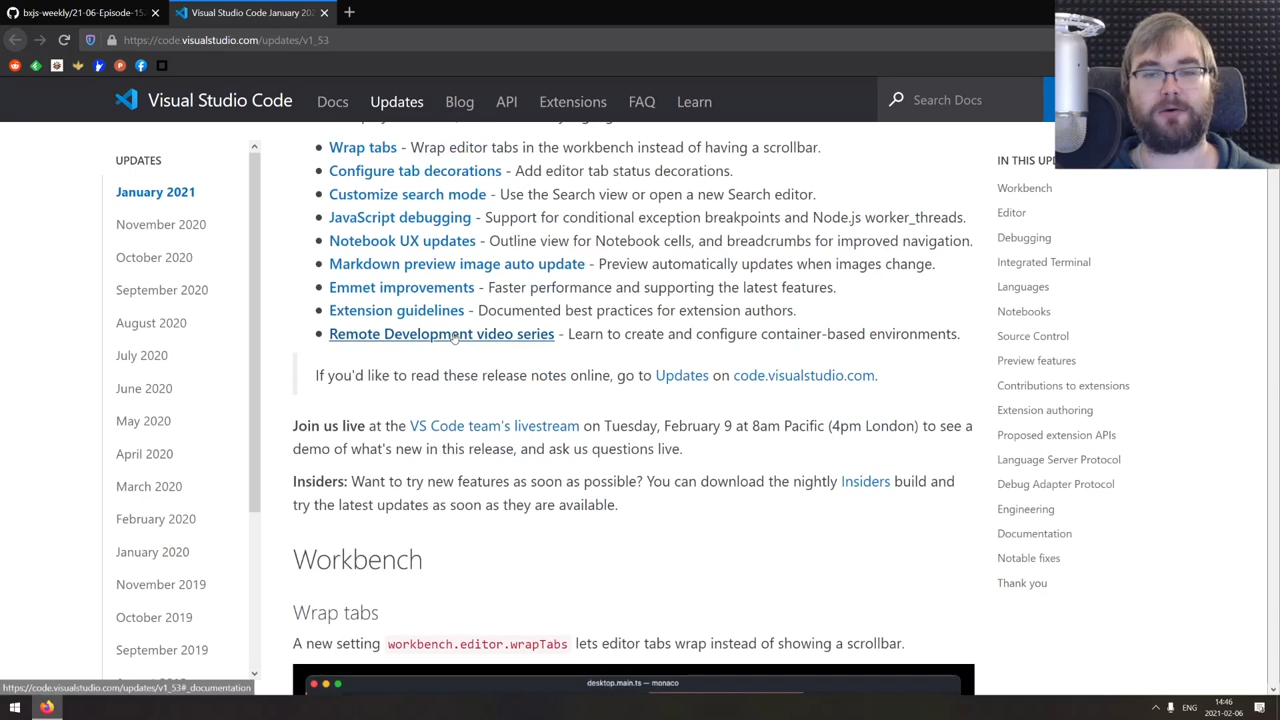 bxjs-weekly/21-06-Episode-15
Visual Studio Code January 202
https://code.visualstudio.com/updates/v1_53
Visual Studio Code
Docs
Updates
Blog
API
Extensions
FAQ
Learn
Search Docs
UPDATES
January 2021
November 2020
October 2020
September 2020
August 2020
July 2020
June 2020
May 2020
April 2020
March 2020
February 2020
January 2020
November 2019
October 2019
September 2019
Wrap tabs - Wrap editor tabs in the workbench instead of having a scrollbar.
Configure tab decorations - Add editor tab status decorations.
Customize search mode - Use the Search view or open a new Search editor.
JavaScript debugging - Support for conditional exception breakpoints and Node.js worker_threads.
Notebook UX updates - Outline view for Notebook cells, and breadcrumbs for improved navigation.
Markdown preview image auto update - Preview automatically updates when images change.
Emmet improvements - Faster performance and supporting the latest features.
Extension guidelines - Documented best practices for extension authors.
Remote Development video series - Learn to create and configure container-based environments.
If you'd like to read these release notes online, go to Updates on code.visualstudio.com.
Join us live at the VS Code team's livestream on Tuesday, February 9 at 8am Pacific (4pm London) to see a
demo of what's new in this release, and ask us questions live.
Insiders: Want to try new features as soon as possible? You can download the nightly Insiders build and
try the latest updates as soon as they are available.
Workbench
Wrap tabs
A new setting workbench.editor.wrapTabs lets editor tabs wrap instead of showing a scrollbar.
desktop.main.ts — monaco
IN THIS UP
Workbench
Editor
Debugging
Integrated Terminal
Languages
Notebooks
Source Control
Preview features
Contributions to extensions
Extension authoring
Proposed extension APIs
Language Server Protocol
Debug Adapter Protocol
Engineering
Documentation
Notable fixes
Thank you
https://code.visualstudio.com/updates/v1_53#_documentation
ENG
14:46
2021-02-06